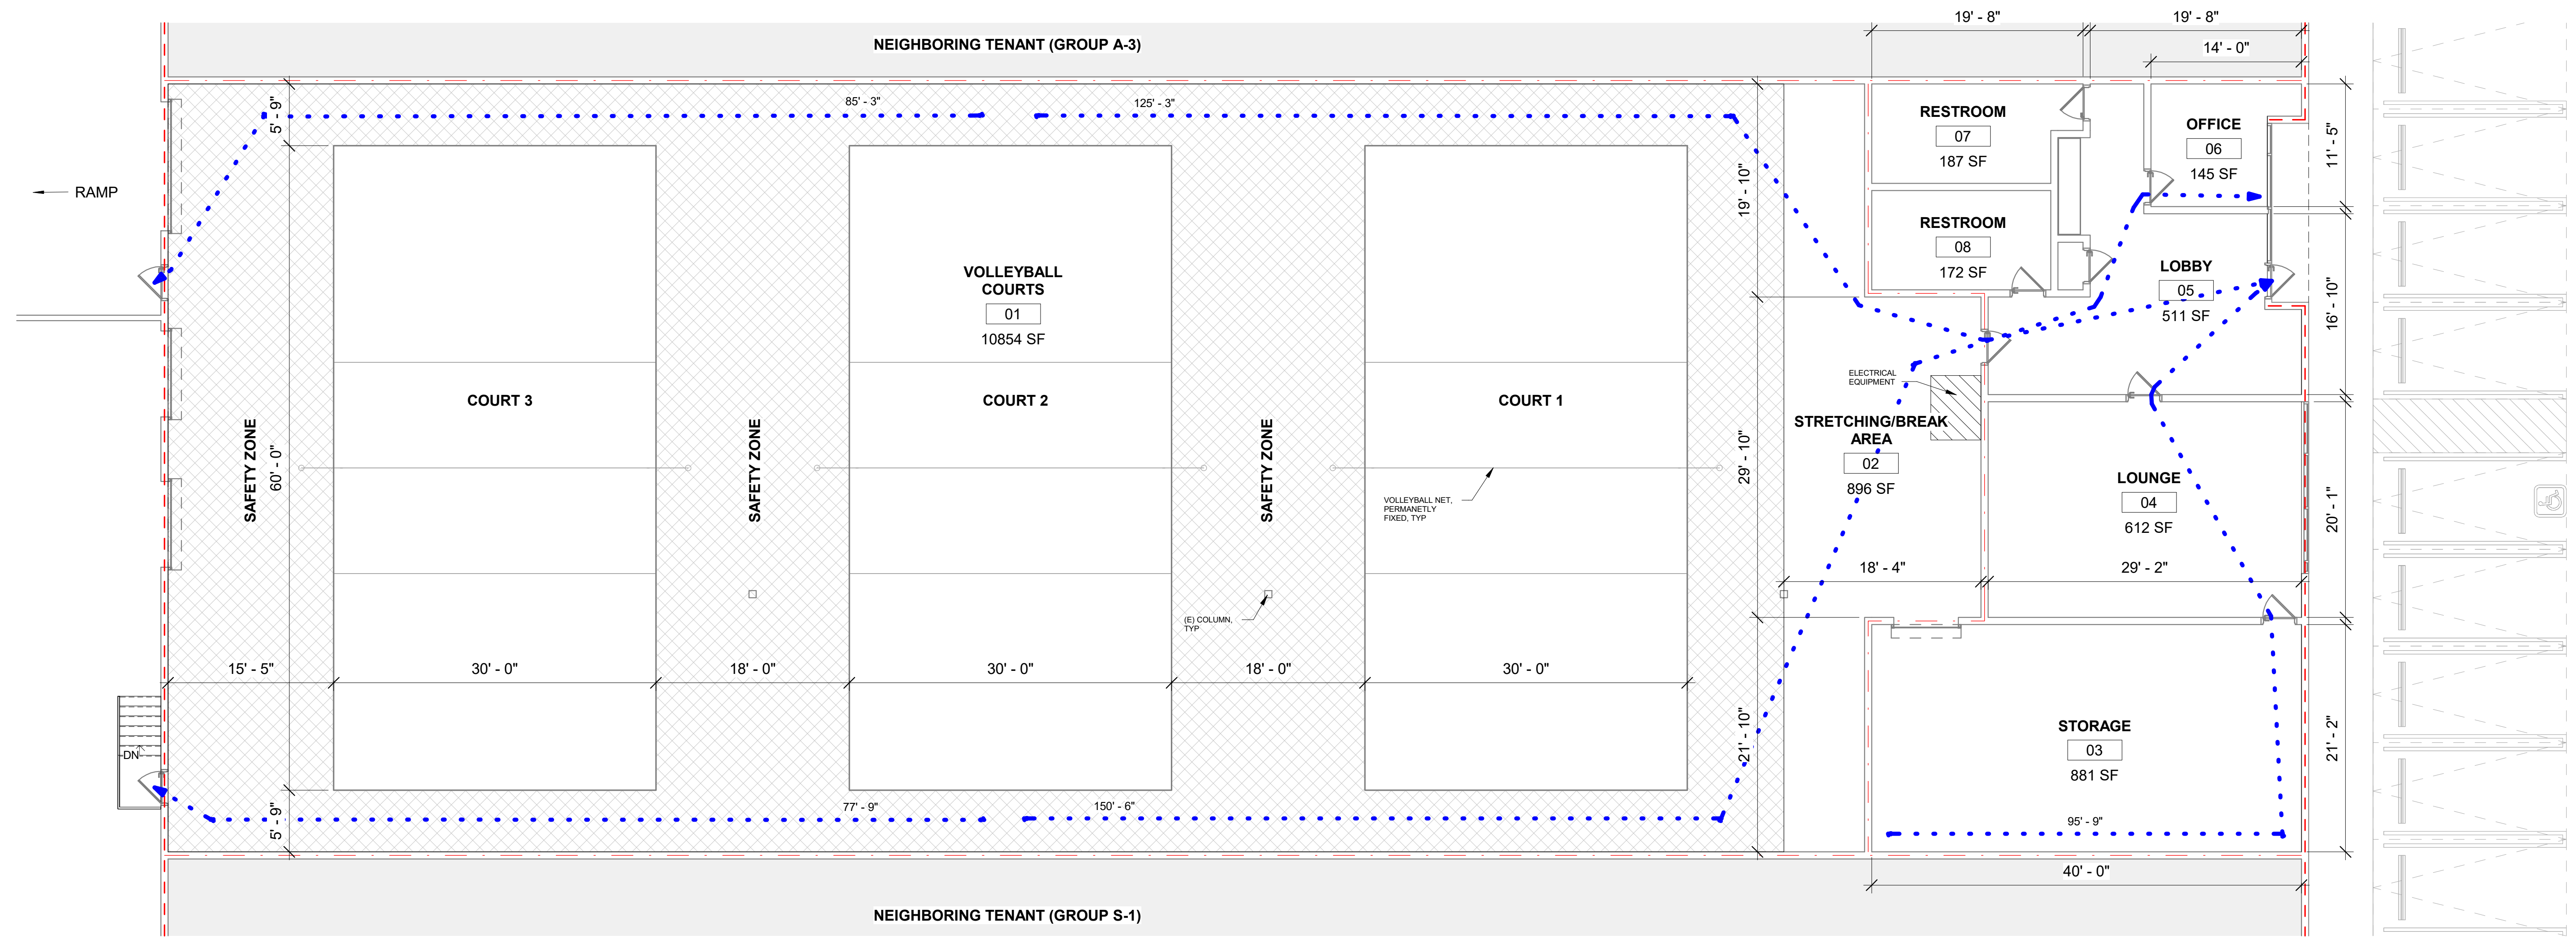 NEIGHBORING TENANT (GROUP A-3)
19' - 8"
19' - 8"
14' - 0"
5' - 9"
85' - 3"
125' - 3"
RESTROOM
07
187 SF
OFFICE
06
145 SF
11' - 5"
RAMP
19' - 10"
RESTROOM
08
172 SF
VOLLEYBALL
COURTS
01
10854 SF
LOBBY
05
511 SF
16' - 10"
ELECTRICAL
EQUIPMENT
COURT 3
COURT 2
COURT 1
STRETCHING/BREAK
AREA
02
896 SF
SAFETY ZONE
60' - 0"
SAFETY ZONE
SAFETY ZONE
29' - 10"
VOLLEYBALL NET,
PERMANETLY
FIXED, TYP
LOUNGE
04
612 SF
20' - 1"
18' - 4"
29' - 2"
(E) COLUMN,
TYP
15' - 5"
30' - 0"
18' - 0"
30' - 0"
18' - 0"
30' - 0"
21' - 10"
DN
STORAGE
03
881 SF
21' - 2"
5' - 9"
77' - 9"
150' - 6"
95' - 9"
40' - 0"
NEIGHBORING TENANT (GROUP S-1)